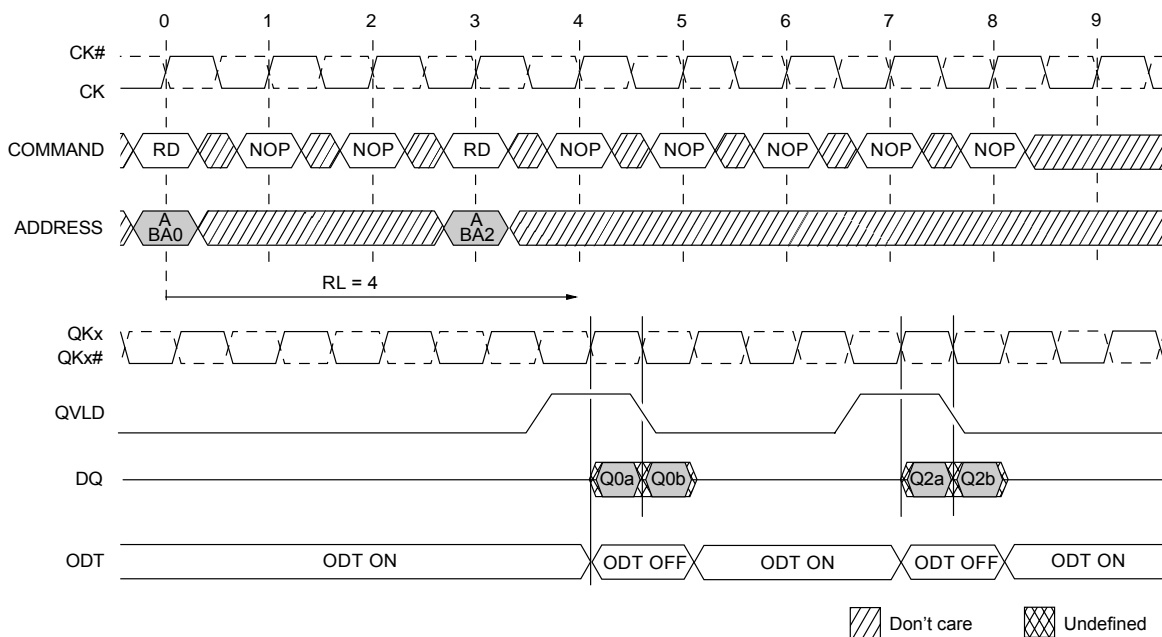 0 1 2 3 4 5 6 7 8 9
CK#
CK
COMMAND RD NOP NOP RD NOP NOP NOP NOP NOP
ADDRESS A BA0 A BA2
RL = 4
QKx
QKx#
QVLD
DQ Q0a Q0b Q2a Q2b
ODT ODT ON ODT OFF ODT ON ODT OFF ODT ON
Don't care Undefined